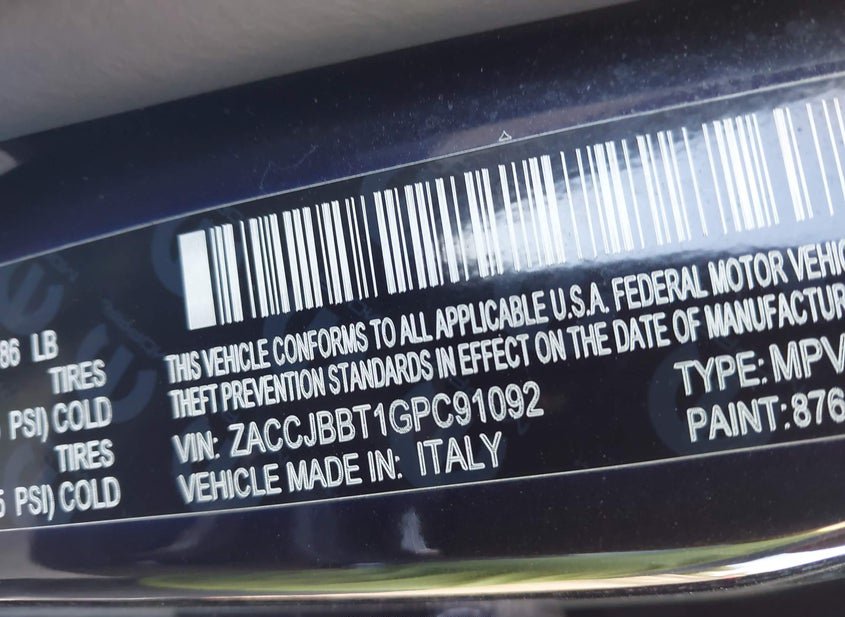 86 LB
TIRES
PSI) COLD
TIRES
5 PSI) COLD
THIS VEHICLE CONFORMS TO ALL APPLICABLE U.S.A. FEDERAL MOTOR VEHIC
THEFT PREVENTION STANDARDS IN EFFECT ON THE DATE OF MANUFACTUR
VIN: ZACCJBBT1GPC91092
TYPE: MPV
VEHICLE MADE IN: ITALY
PAINT: 876